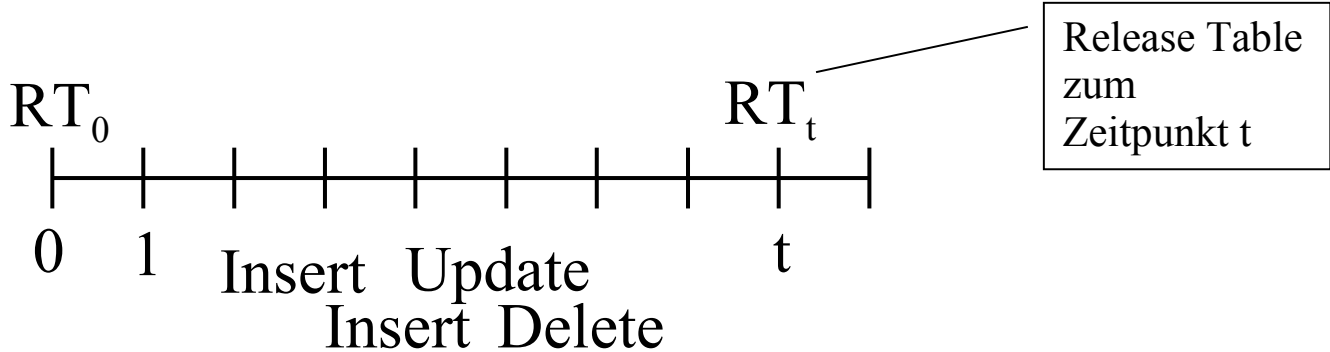 Release Table
zum
Zeitpunkt t
RT0
RTt
0
1
Insert
Update
t
Insert
Delete